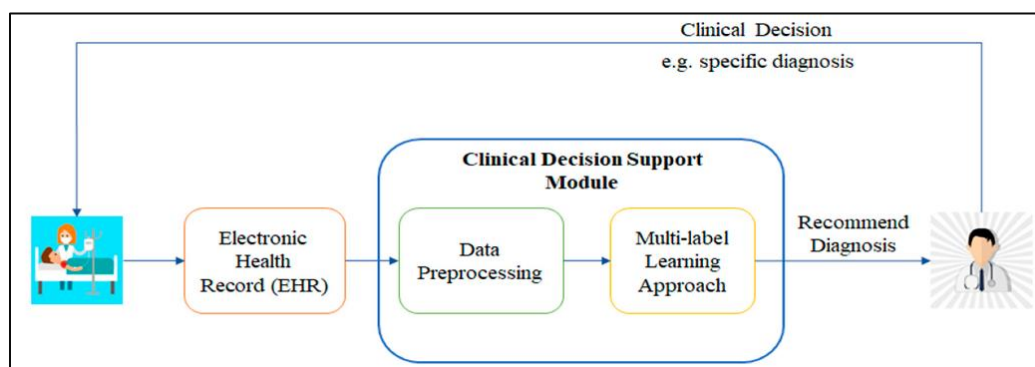 Clinical Decision
e.g. specific diagnosis
Clinical Decision Support
Module
Electronic
Health
Record (EHR)
Data
Preprocessing
Multi-label
Learning
Approach
Recommend
Diagnosis